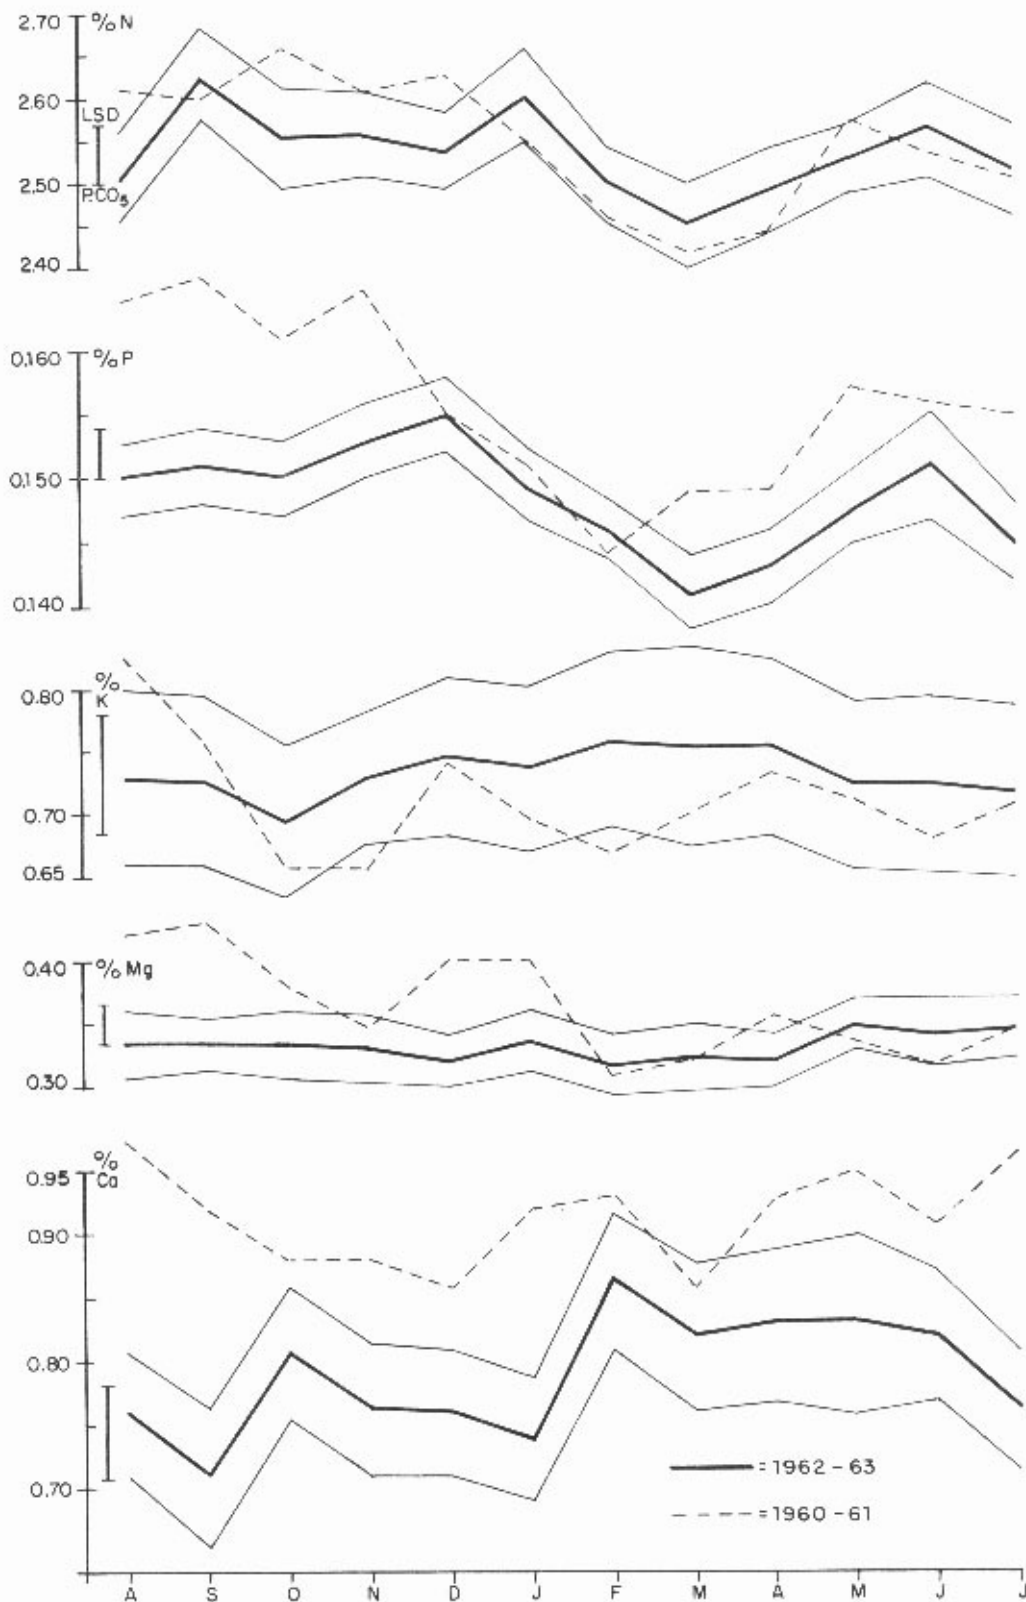 2.70 % N
2.60
LSD
2.50
P.CO₅
2.40
0.160 % P
0.150
0.140
0.80 % K
0.70
0.65
0.40 % Mg
0.30
0.95 % Ca
0.90
0.80
0.70
= 1962 - 63
= 1960 - 61
A S O N D J F M A M J J